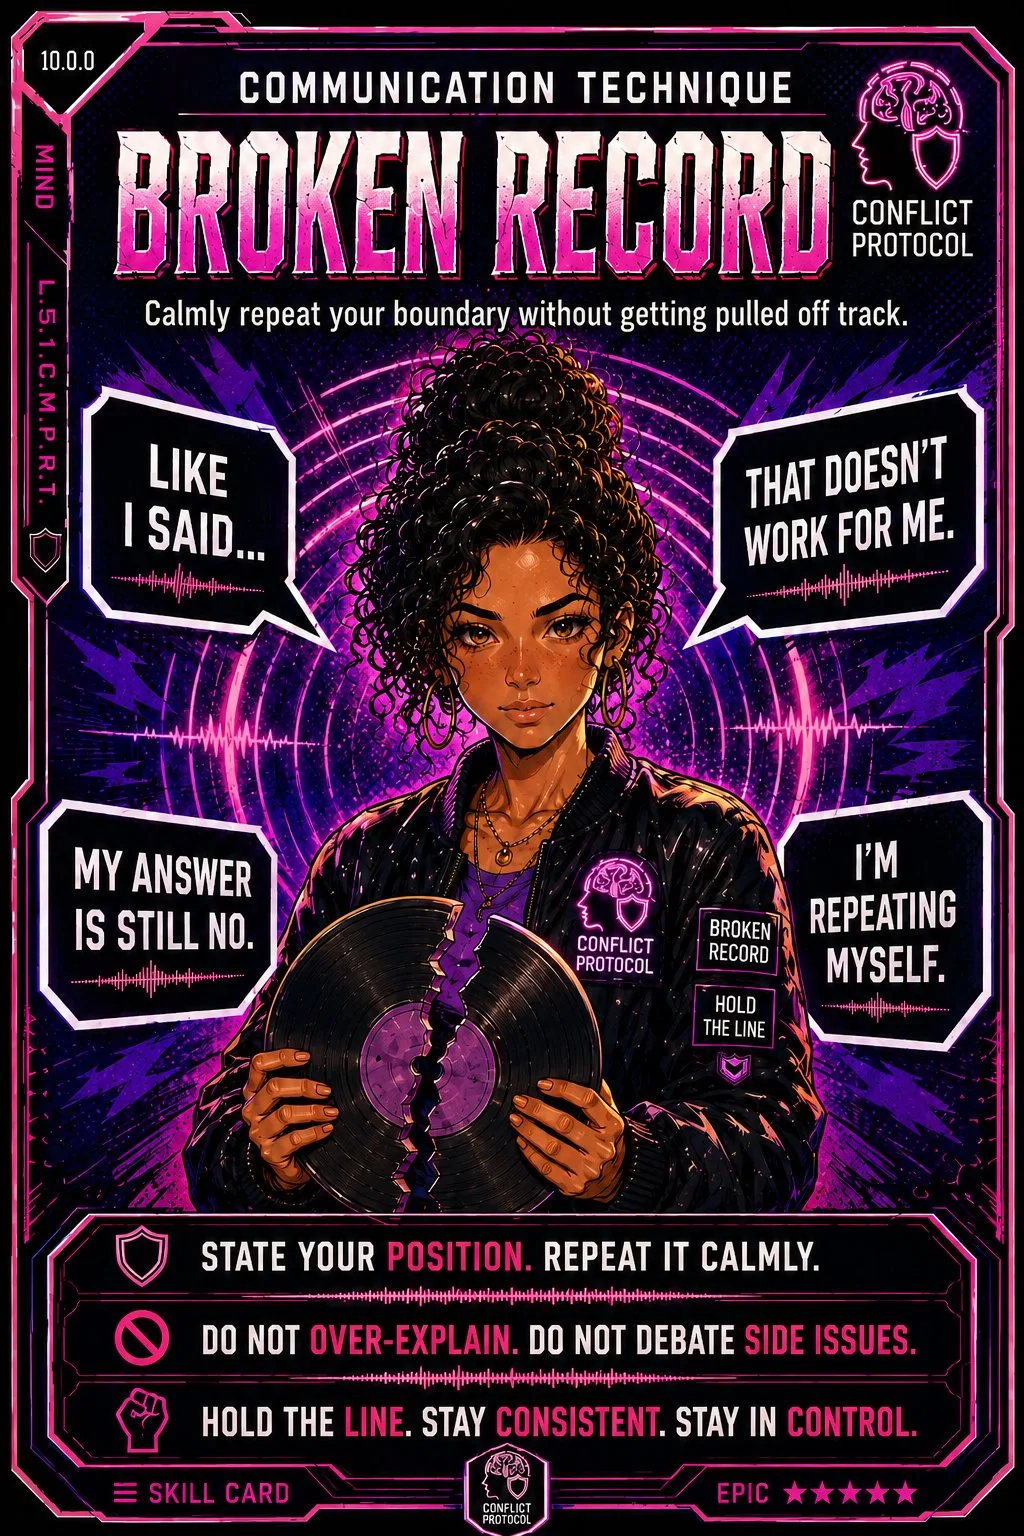 10.0.0
COMMUNICATION TECHNIQUE
BROKEN RECORD
CONFLICT
PROTOCOL
MIND
L.5.1.C.M.P.R.T.
Calmly repeat your boundary without getting pulled off track.
LIKE
I SAID...
THAT DOESN'T
WORK FOR ME.
MY ANSWER
IS STILL NO.
I'M
REPEATING
MYSELF.
CONFLICT
PROTOCOL
BROKEN
RECORD
HOLD
THE LINE
STATE YOUR POSITION. REPEAT IT CALMLY.
DO NOT OVER-EXPLAIN. DO NOT DEBATE SIDE ISSUES.
HOLD THE LINE. STAY CONSISTENT. STAY IN CONTROL.
SKILL CARD
CONFLICT
PROTOCOL
EPIC ★★★★★